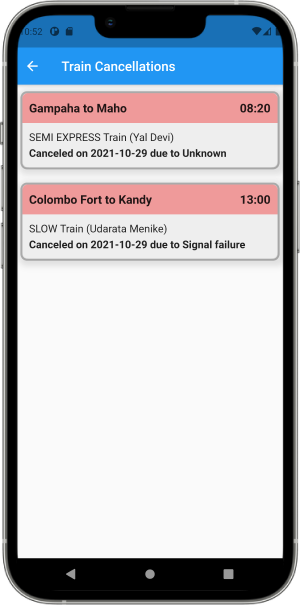 0:52
Train Cancellations
Gampaha to Maho 08:20
SEMI EXPRESS Train (Yal Devi)
Canceled on 2021-10-29 due to Unknown
Colombo Fort to Kandy 13:00
SLOW Train (Udarata Menike)
Canceled on 2021-10-29 due to Signal failure